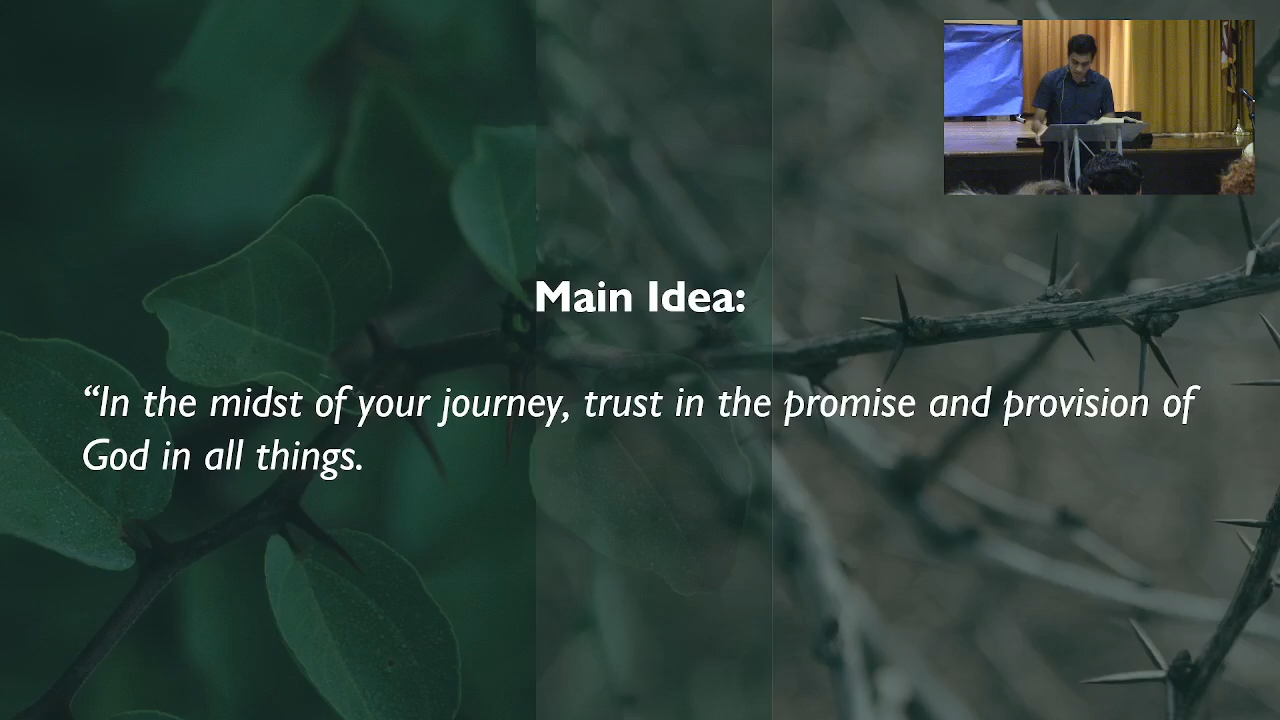 Main Idea:
“In the midst of your journey, trust in the promise and provision of
God in all things.